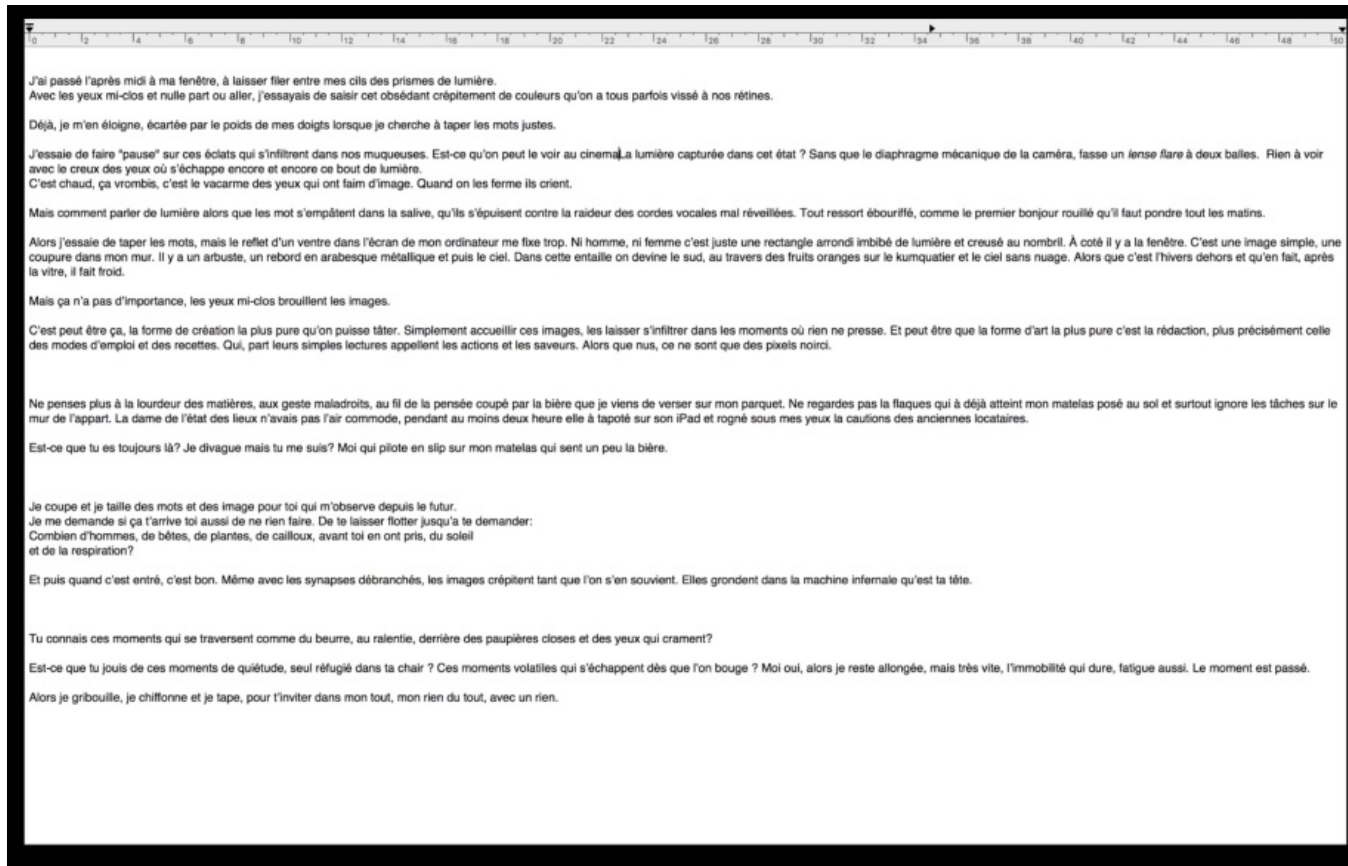 0 2 4 6 8 10 12 14 16 18 20 22 24 26 28 30 32 34 36 38 40 42 44 46 48 50
J'ai passé l'après midi à ma fenêtre, à laisser filer entre mes cils des prismes de lumière.
Avec les yeux mi-clos et nulle part ou aller, j'essayais de saisir cet obsédant crépitement de couleurs qu'on a tous parfois vissé à nos rétines.
Déjà, je m'en éloigne, écartée par le poids de mes doigts lorsque je cherche à taper les mots justes.
J'essaie de faire "pause" sur ces éclats qui s'infiltrent dans nos muqueuses. Est-ce qu'on peut le voir au cinemaLa lumière capturée dans cet état ? Sans que le diaphragme mécanique de la caméra, fasse un lense flare à deux balles.  Rien à voir
avec le creux des yeux où s'échappe encore et encore ce bout de lumière.
C'est chaud, ça vrombis, c'est le vacarme des yeux qui ont faim d'image. Quand on les ferme ils crient.
Mais comment parler de lumière alors que les mot s'empâtent dans la salive, qu'ils s'épuisent contre la raideur des cordes vocales mal réveillées. Tout ressort ébouriffé, comme le premier bonjour rouillé qu'il faut pondre tout les matins.
Alors j'essaie de taper les mots, mais le reflet d'un ventre dans l'écran de mon ordinateur me fixe trop. Ni homme, ni femme c'est juste une rectangle arrondi imbibé de lumière et creusé au nombril. À coté il y a la fenêtre. C'est une image simple, une
coupure dans mon mur. Il y a un arbuste, un rebord en arabesque métallique et puis le ciel. Dans cette entaille on devine le sud, au travers des fruits oranges sur le kumquatier et le ciel sans nuage. Alors que c'est l'hivers dehors et qu'en fait, après
la vitre, il fait froid.
Mais ça n'a pas d'importance, les yeux mi-clos brouillent les images.
C'est peut être ça, la forme de création la plus pure qu'on puisse tâter. Simplement accueillir ces images, les laisser s'infiltrer dans les moments où rien ne presse. Et peut être que la forme d'art la plus pure c'est la rédaction, plus précisément celle
des modes d'emploi et des recettes. Qui, part leurs simples lectures appellent les actions et les saveurs. Alors que nus, ce ne sont que des pixels noirci.
Ne penses plus à la lourdeur des matières, aux geste maladroits, au fil de la pensée coupé par la bière que je viens de verser sur mon parquet. Ne regardes pas la flaques qui à déjà atteint mon matelas posé au sol et surtout ignore les tâches sur le
mur de l'appart. La dame de l'état des lieux n'avais pas l'air commode, pendant au moins deux heure elle à tapoté sur son iPad et rogné sous mes yeux la cautions des anciennes locataires.
Est-ce que tu es toujours là? Je divague mais tu me suis? Moi qui pilote en slip sur mon matelas qui sent un peu la bière.
Je coupe et je taille des mots et des image pour toi qui m'observe depuis le futur.
Je me demande si ça t'arrive toi aussi de ne rien faire. De te laisser flotter jusqu'a te demander:
Combien d'hommes, de bêtes, de plantes, de cailloux, avant toi en ont pris, du soleil
et de la respiration?
Et puis quand c'est entré, c'est bon. Même avec les synapses débranchés, les images crépitent tant que l'on s'en souvient. Elles grondent dans la machine infernale qu'est ta tête.
Tu connais ces moments qui se traversent comme du beurre, au ralentie, derrière des paupières closes et des yeux qui crament?
Est-ce que tu jouis de ces moments de quiétude, seul réfugié dans ta chair ? Ces moments volatiles qui s'échappent dès que l'on bouge ? Moi oui, alors je reste allongée, mais très vite, l'immobilité qui dure, fatigue aussi. Le moment est passé.
Alors je gribouille, je chiffonne et je tape, pour t'inviter dans mon tout, mon rien du tout, avec un rien.